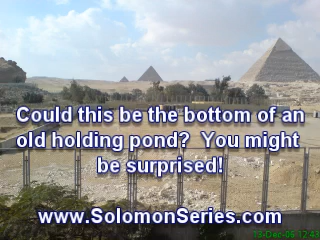 Could this be the bottom of an
old holding pond?  You might
be surprised!
www.SolomonSeries.com